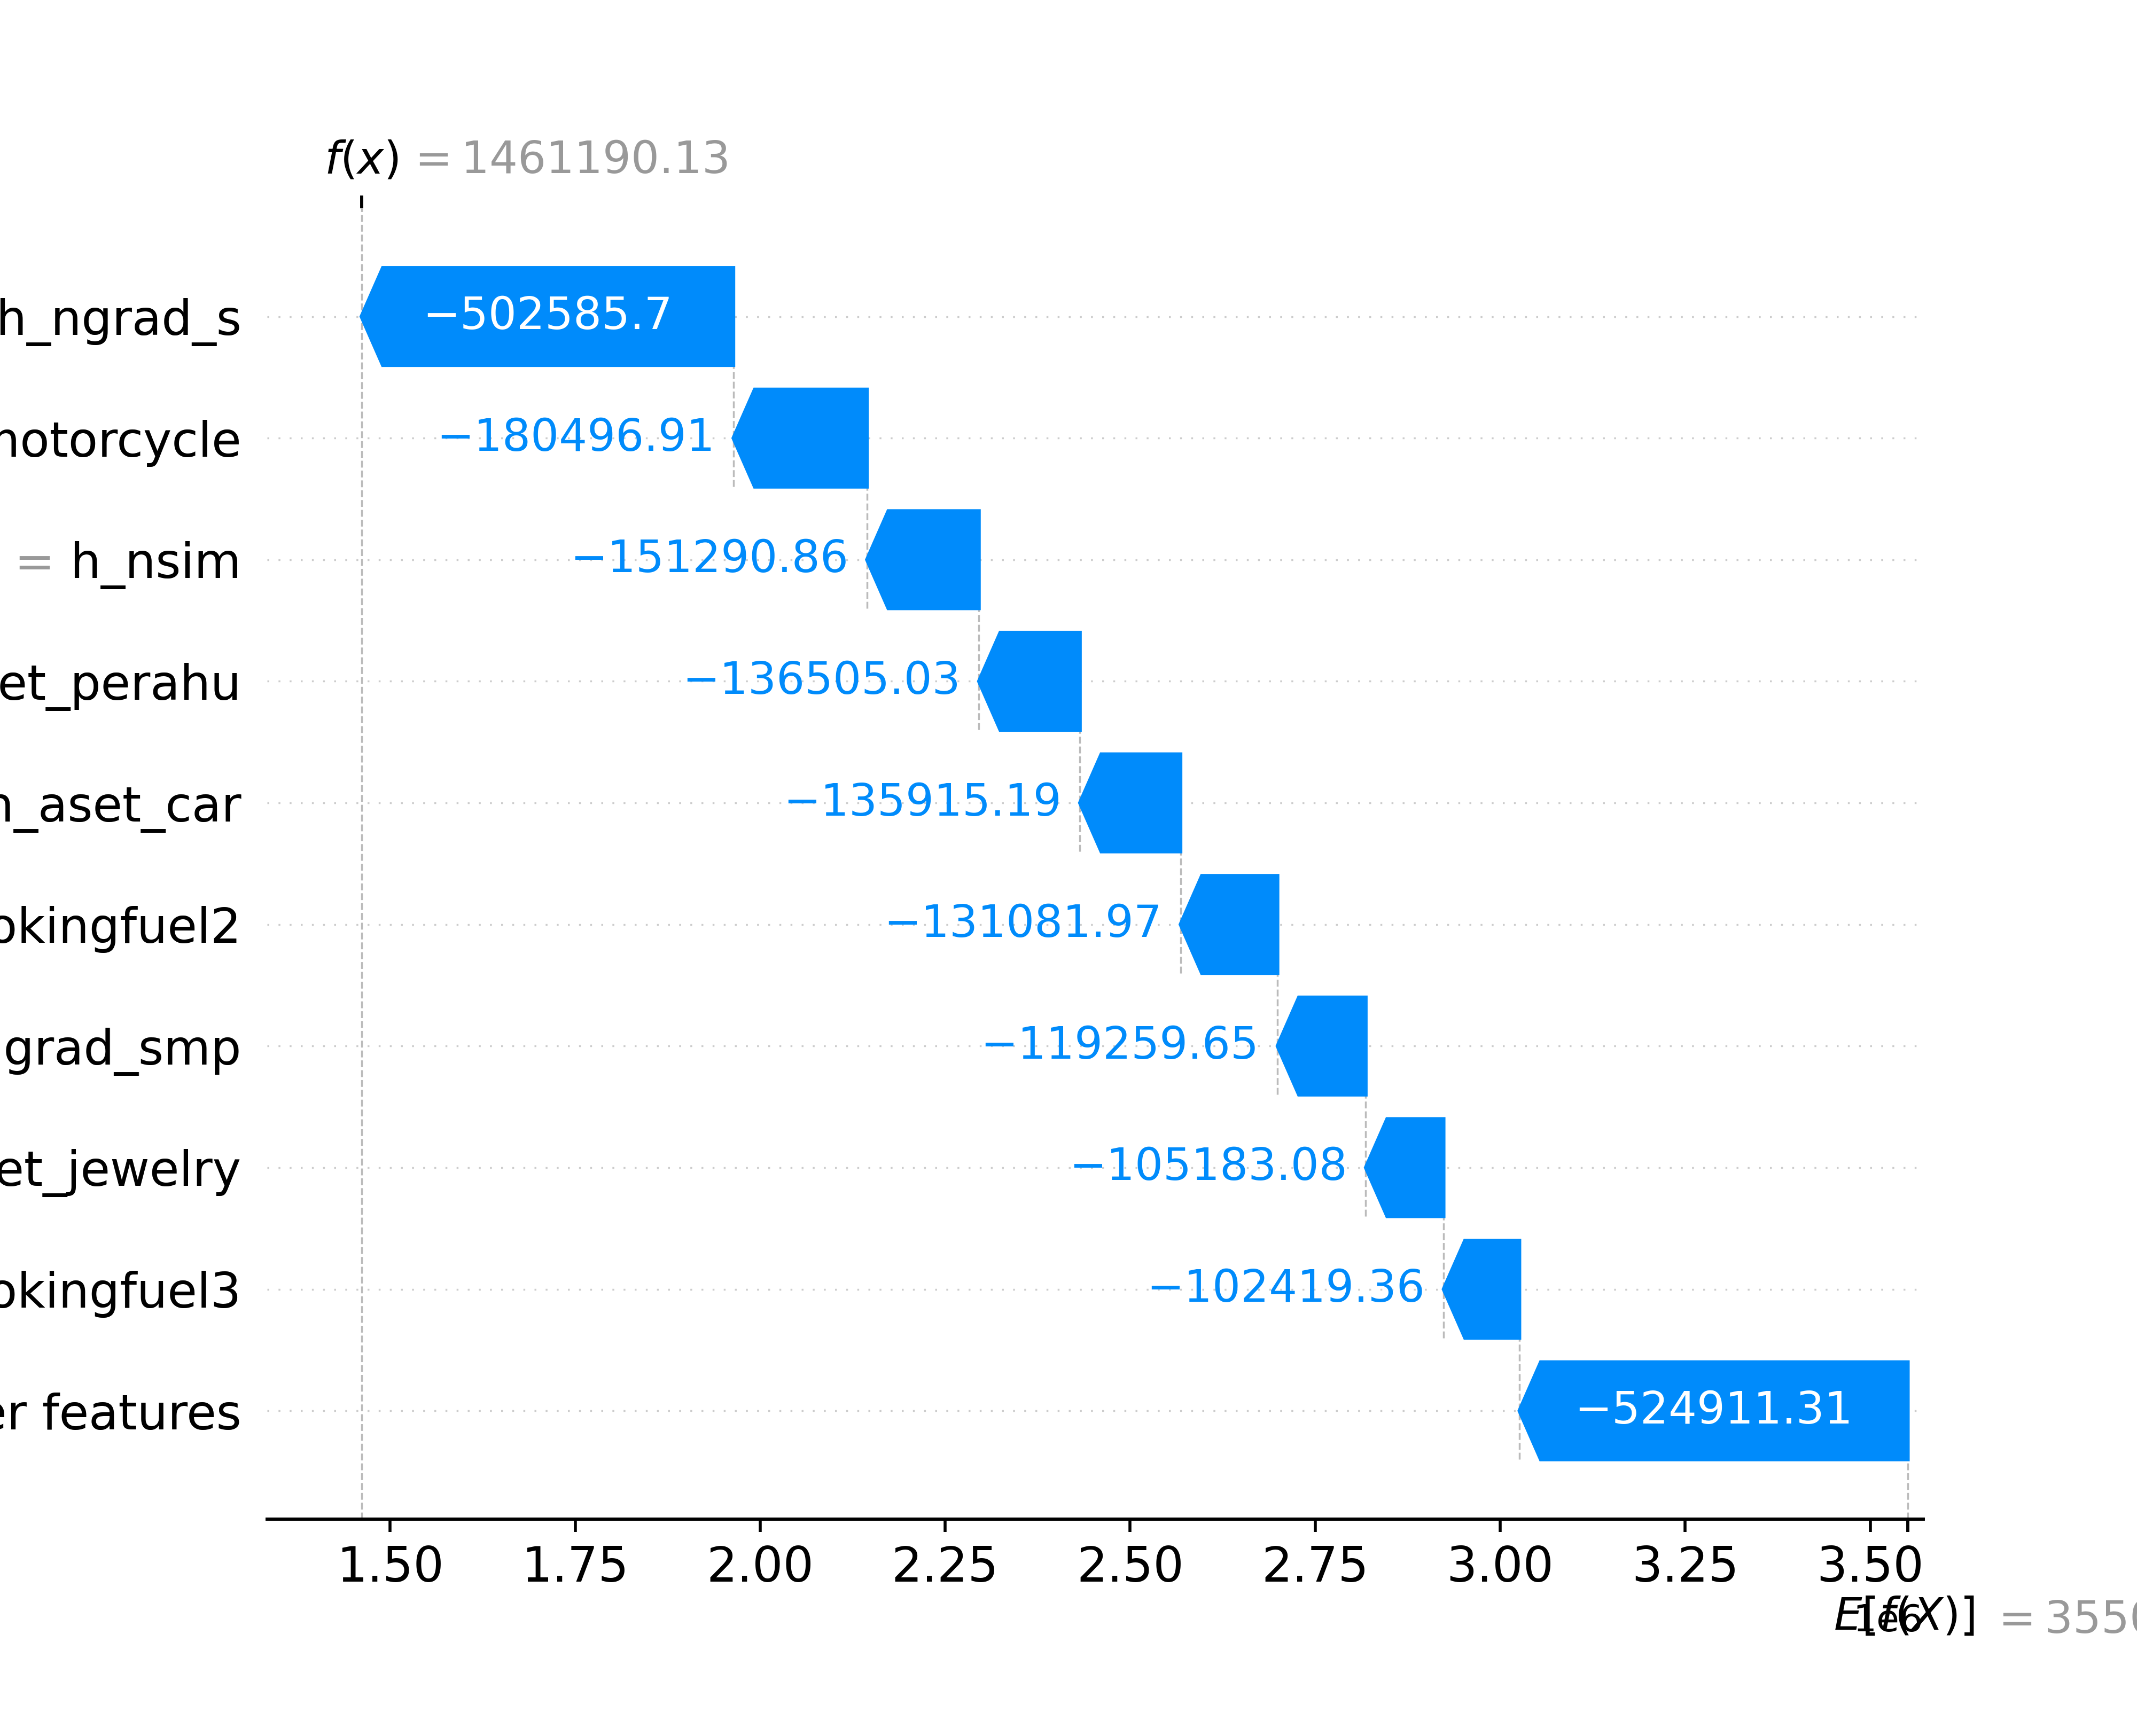 f(x) = 1461190.13
h_ngrad_s −502585.7
motorcycle −180496.91
= h_nsim −151290.86
et_perahu −136505.03
_aset_car −135915.19
okingfuel2 −131081.97
grad_smp −119259.65
et_jewelry −105183.08
okingfuel3 −102419.36
er features −524911.31
1.50 1.75 2.00 2.25 2.50 2.75 3.00 3.25 3.50
1e6
E[f(X)] = 355